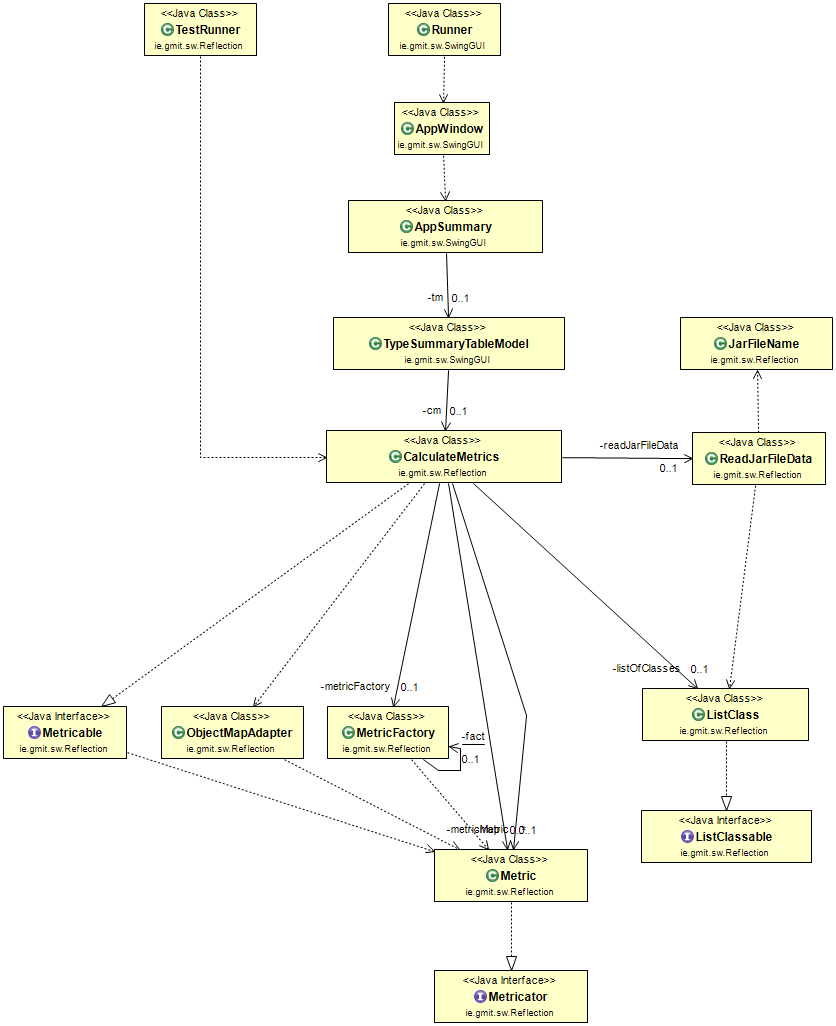 <<Java Class>>
TestRunner
ie.gmit.sw.Reflection
<<Java Class>>
Runner
ie.gmit.sw.SwingGUI
<<Java Class>>
AppWindow
ie.gmit.sw.SwingGUI
<<Java Class>>
AppSummary
ie.gmit.sw.SwingGUI
-tm 0..1
<<Java Class>>
TypeSummaryTableModel
ie.gmit.sw.SwingGUI
<<Java Class>>
JarFileName
ie.gmit.sw.Reflection
-cm 0..1
<<Java Class>>
CalculateMetrics
ie.gmit.sw.Reflection
-readJarFileData
0..1
<<Java Class>>
ReadJarFileData
ie.gmit.sw.Reflection
-listOfClasses 0..1
-metricFactory 0..1
<<Java Interface>>
Metricable
ie.gmit.sw.Reflection
<<Java Class>>
ObjectMapAdapter
ie.gmit.sw.Reflection
<<Java Class>>
MetricFactory
ie.gmit.sw.Reflection
-fact
0..1
<<Java Class>>
ListClass
ie.gmit.sw.Reflection
<<Java Interface>>
ListClassable
ie.gmit.sw.Reflection
0..1
<<Java Class>>
Metric
ie.gmit.sw.Reflection
<<Java Interface>>
Metricator
ie.gmit.sw.Reflection